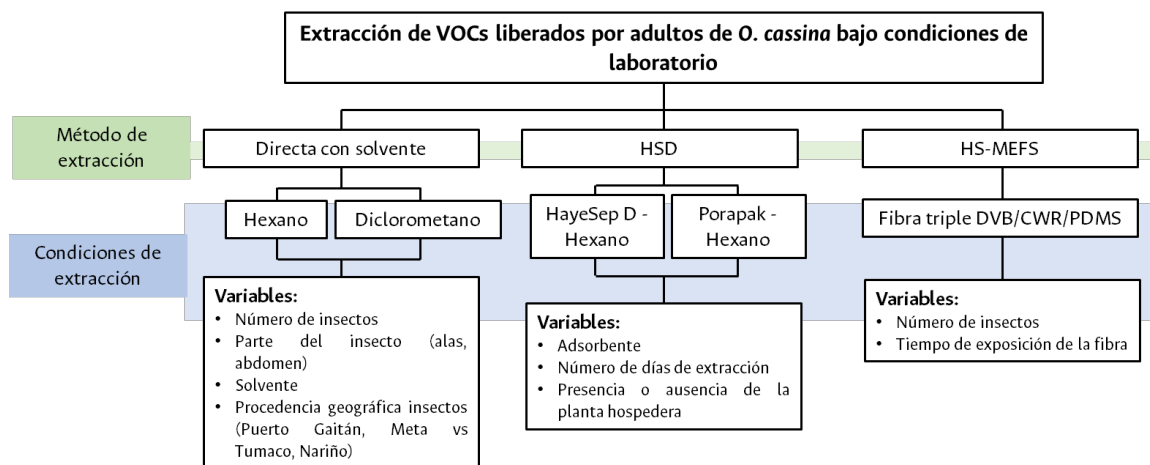 Extracción de VOCs liberados por adultos de O. cassina bajo condiciones de
laboratorio
Método de
extracción
Directa con solvente
HSD
HS-MEFS
Hexano
Diclorometano
HayeSep D -
Hexano
Porapak -
Hexano
Fibra triple DVB/CWR/PDMS
Condiciones de
extracción
Variables:
• Número de insectos
• Parte del insecto (alas,
abdomen)
• Solvente
• Procedencia geográfica insectos
(Puerto Gaitán, Meta vs
Tumaco, Nariño)
Variables:
• Adsorbente
• Número de días de extracción
• Presencia o ausencia de la
planta hospedera
Variables:
• Número de insectos
• Tiempo de exposición de la fibra